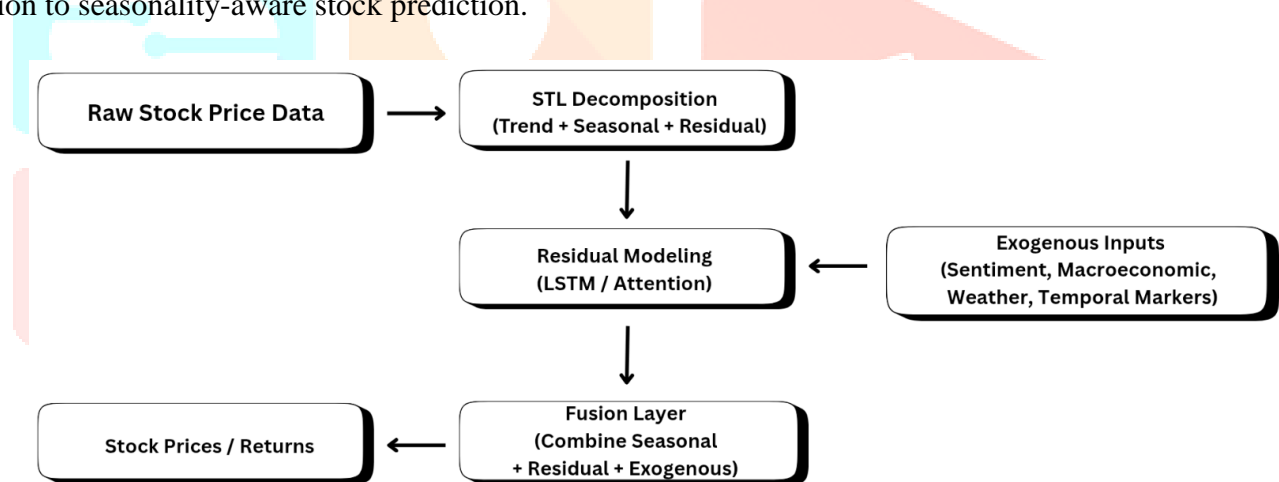 ion to seasonality-aware stock prediction.
Raw Stock Price Data
STL Decomposition
(Trend + Seasonal + Residual)
Residual Modeling
(LSTM / Attention)
Exogenous Inputs
(Sentiment, Macroeconomic,
Weather, Temporal Markers)
Fusion Layer
(Combine Seasonal
+ Residual + Exogenous)
Stock Prices / Returns